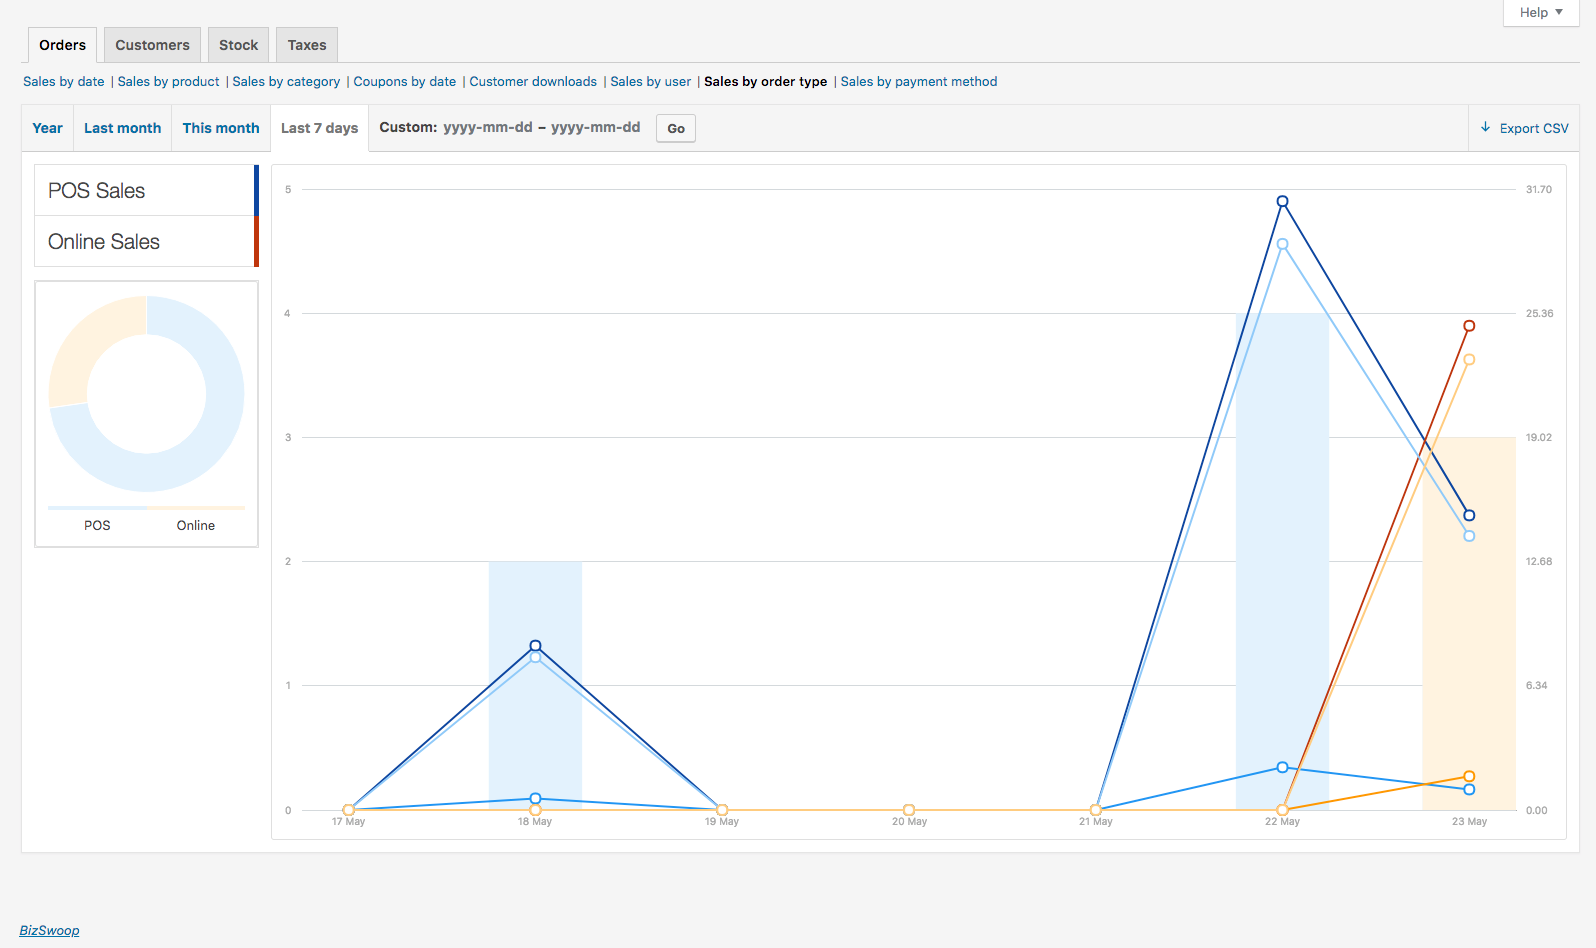 Help
Orders Customers Stock Taxes
Sales by date | Sales by product | Sales by category | Coupons by date | Customer downloads | Sales by user | Sales by order type | Sales by payment method
Year Last month This month Last 7 days Custom: yyyy-mm-dd – yyyy-mm-dd Go Export CSV
POS Sales
Online Sales
POS Online
5 31.70
4 25.36
3 19.02
2 12.68
1 6.34
0 0.00
17 May 18 May 19 May 20 May 21 May 22 May 23 May
BizSwoop